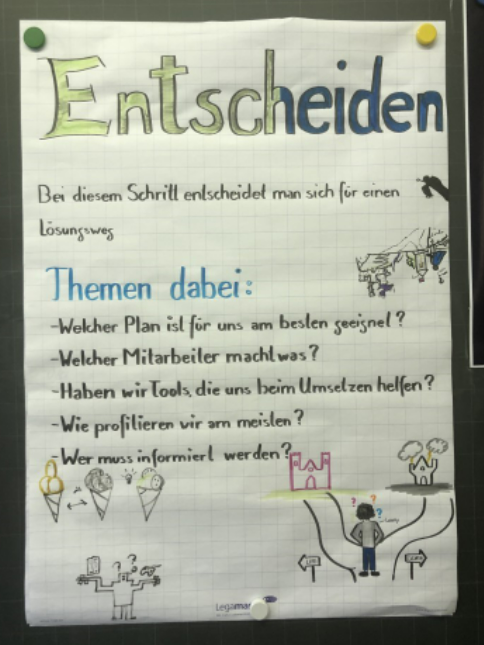 Entscheiden
Bei diesem Schritt entscheidet man sich für einen
Lösungsweg
Themen dabei:
-Welcher Plan ist für uns am besten geeignet?
-Welcher Mitarbeiter macht was?
-Haben wir Tools, die uns beim Umsetzen helfen?
-Wie profilieren wir am meisten?
-Wer muss informiert werden?
? ? ?
? ?
Legamaster